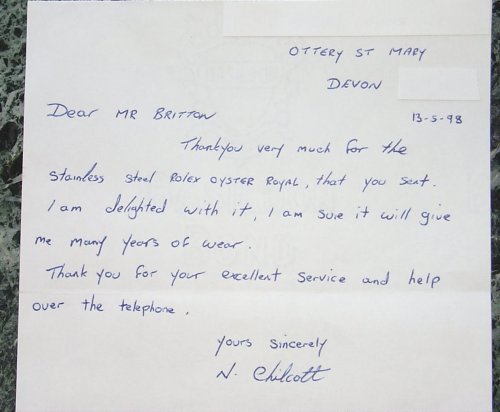 OTTERY ST MARY
DEVON
13-5-98
Dear MR BRITTON
Thankyou very much for the
stainless steel ROLEX OYSTER ROYAL, that you sent.
I am delighted with it, I am sure it will give
me many years of wear.
Thank you for your excellent service and help
over the telephone.
yours sincerely
N. Chilcott